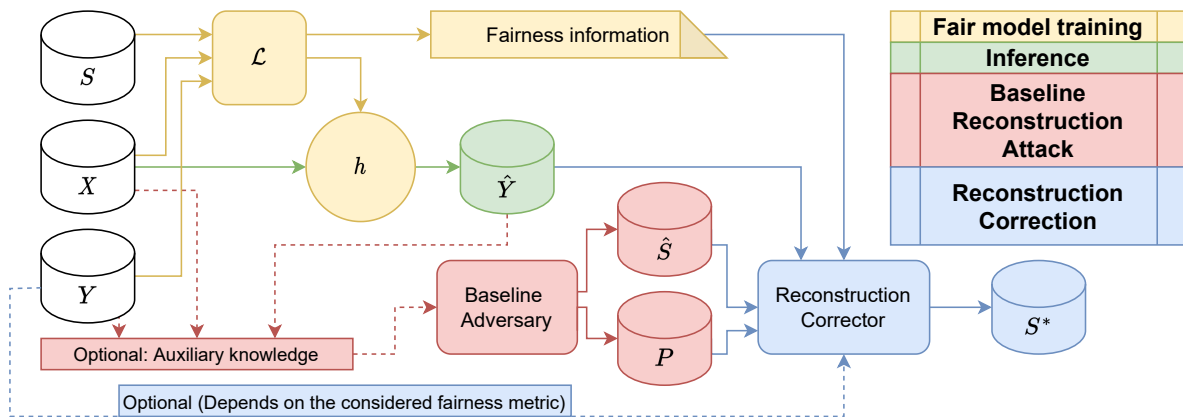 S
ℒ
Fairness information
Fair model training
Inference
Baseline
Reconstruction
Attack
Reconstruction
Correction
X
h
Ŷ
Y
Ŝ
Baseline
Adversary
P
Reconstruction
Corrector
S*
Optional: Auxiliary knowledge
Optional (Depends on the considered fairness metric)